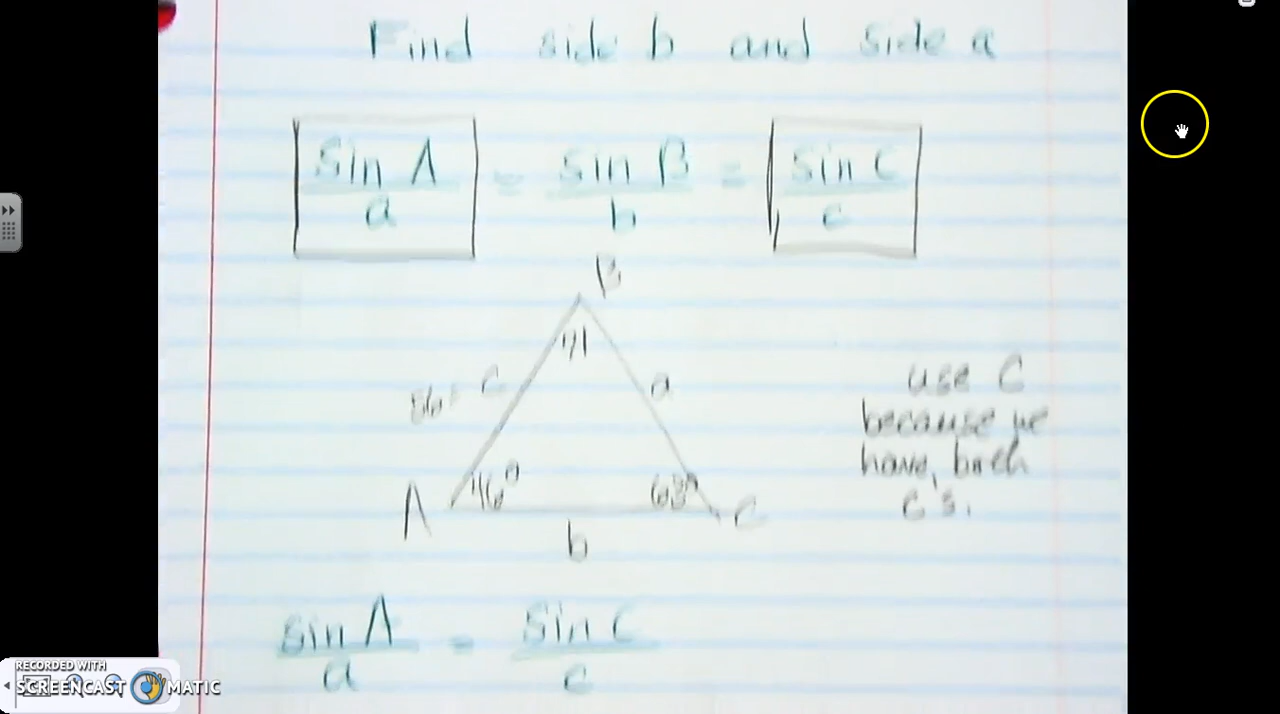 Find side b and side a
sin A / a = sin B / b = sin C / c
B
71
c
a
46°
63°
A
C
b
use C
because we
have, both
c's.
sin A / a = sin C / c
RECORDED WITH
SCREENCAST MATIC